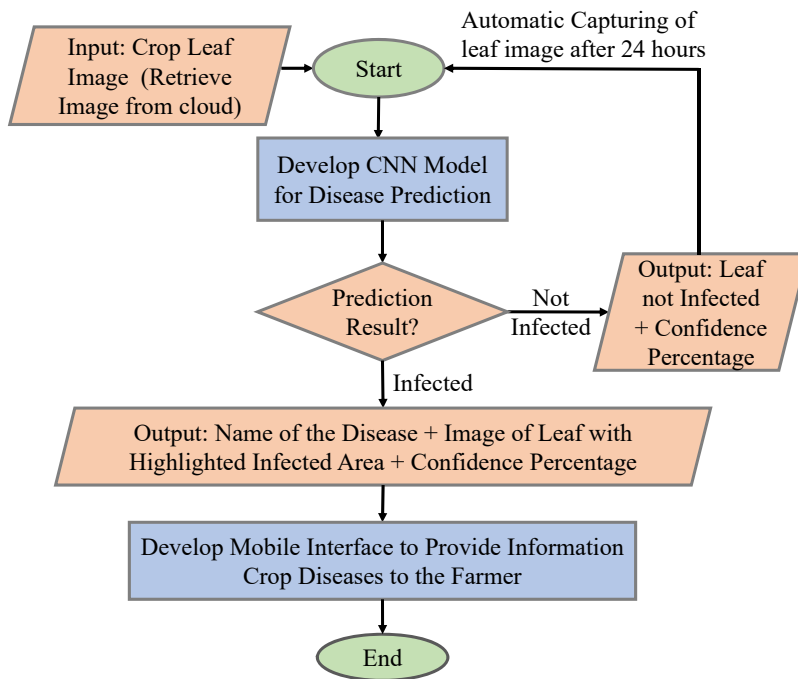 Input: Crop Leaf
Image (Retrieve
Image from cloud)
Start
Automatic Capturing of
leaf image after 24 hours
Develop CNN Model
for Disease Prediction
Prediction
Result?
Not
Infected
Output: Leaf
not Infected
+ Confidence
Percentage
Infected
Output: Name of the Disease + Image of Leaf with
Highlighted Infected Area + Confidence Percentage
Develop Mobile Interface to Provide Information
Crop Diseases to the Farmer
End